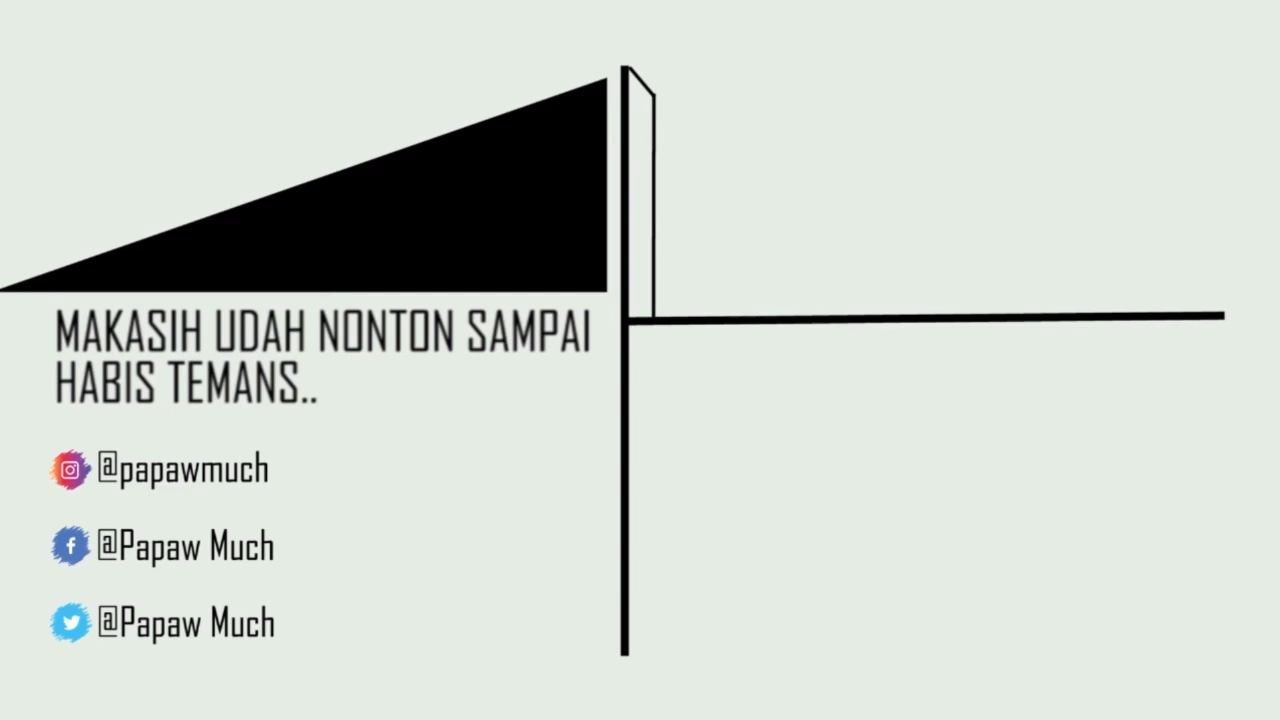 MAKASIH UDAH NONTON SAMPAI
HABIS TEMANS..
@papawmuch
@Papaw Much
@Papaw Much